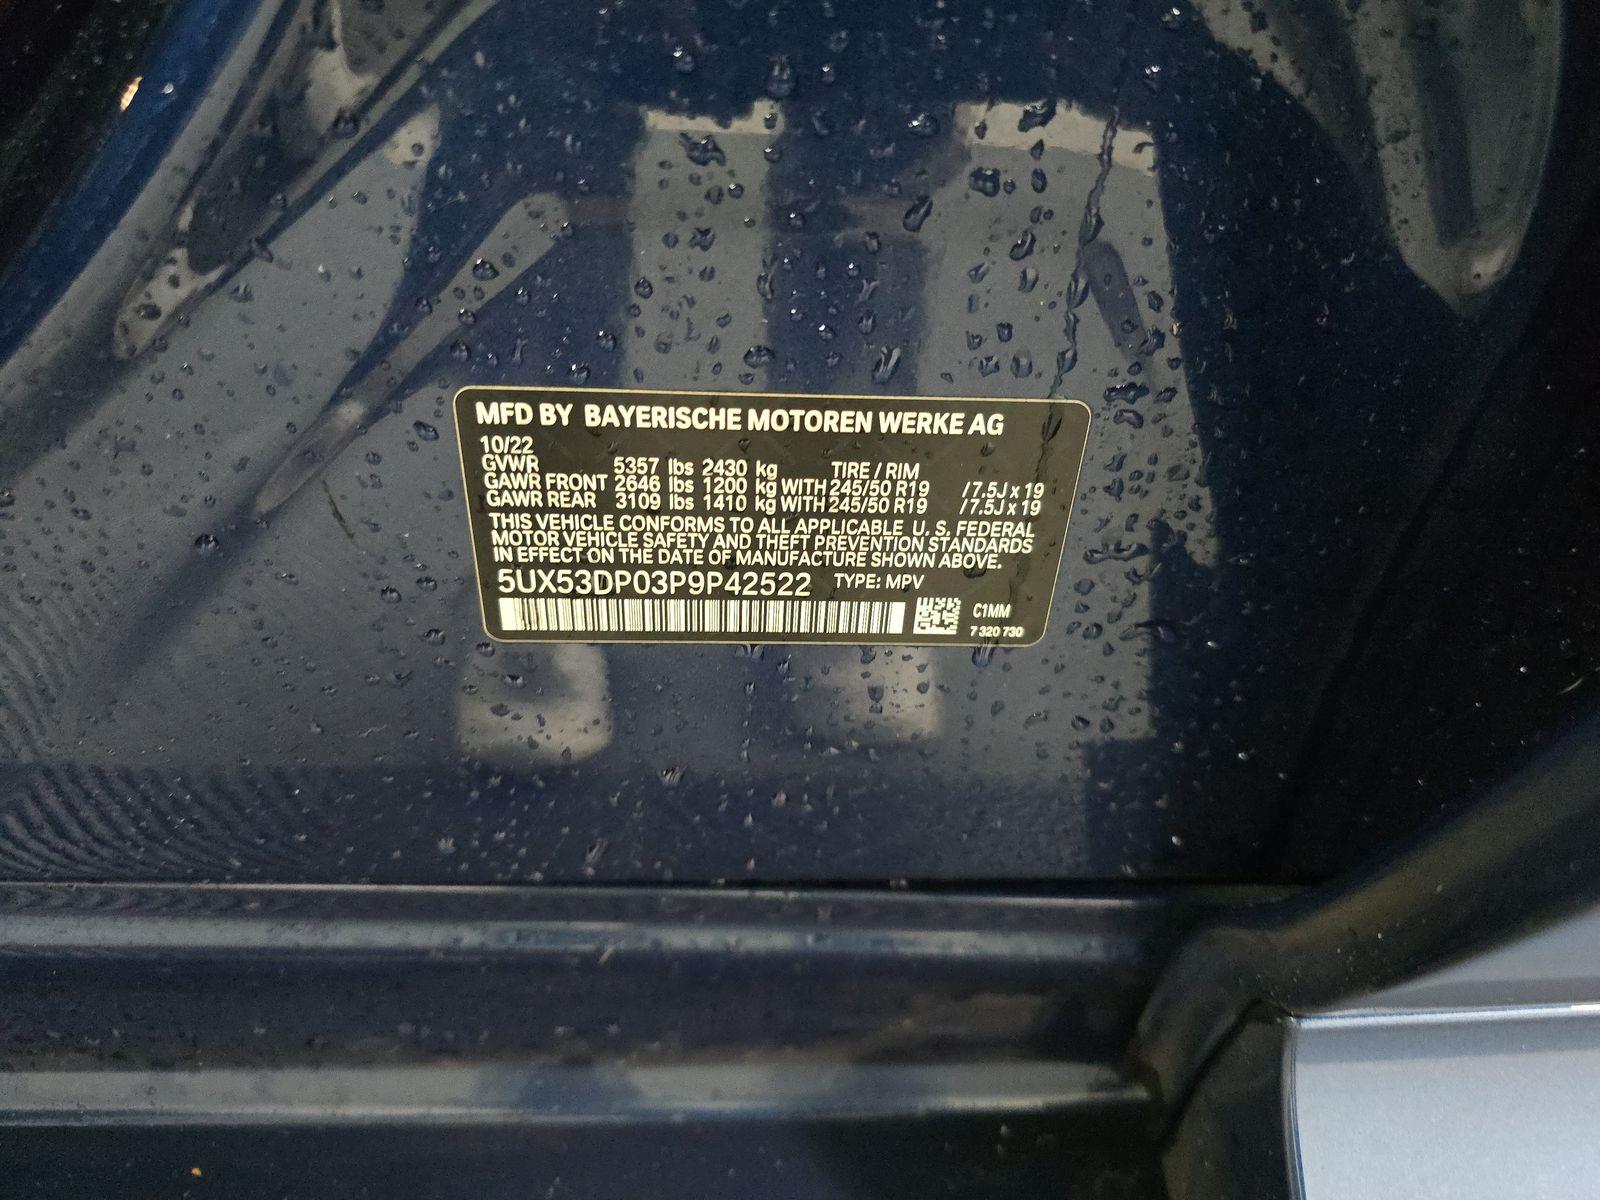 MFD BY BAYERISCHE MOTOREN WERKE AG
10/22
GVWR 5357 lbs 2430 kg TIRE / RIM
GAWR FRONT 2646 lbs 1200 kg WITH 245/50 R19 / 7.5J x 19
GAWR REAR 3109 lbs 1410 kg WITH 245/50 R19 / 7.5J x 19
THIS VEHICLE CONFORMS TO ALL APPLICABLE U. S. FEDERAL
MOTOR VEHICLE SAFETY AND THEFT PREVENTION STANDARDS
IN EFFECT ON THE DATE OF MANUFACTURE SHOWN ABOVE.
5UX53DP03P9P42522 TYPE: MPV
C1MM
7 320 730